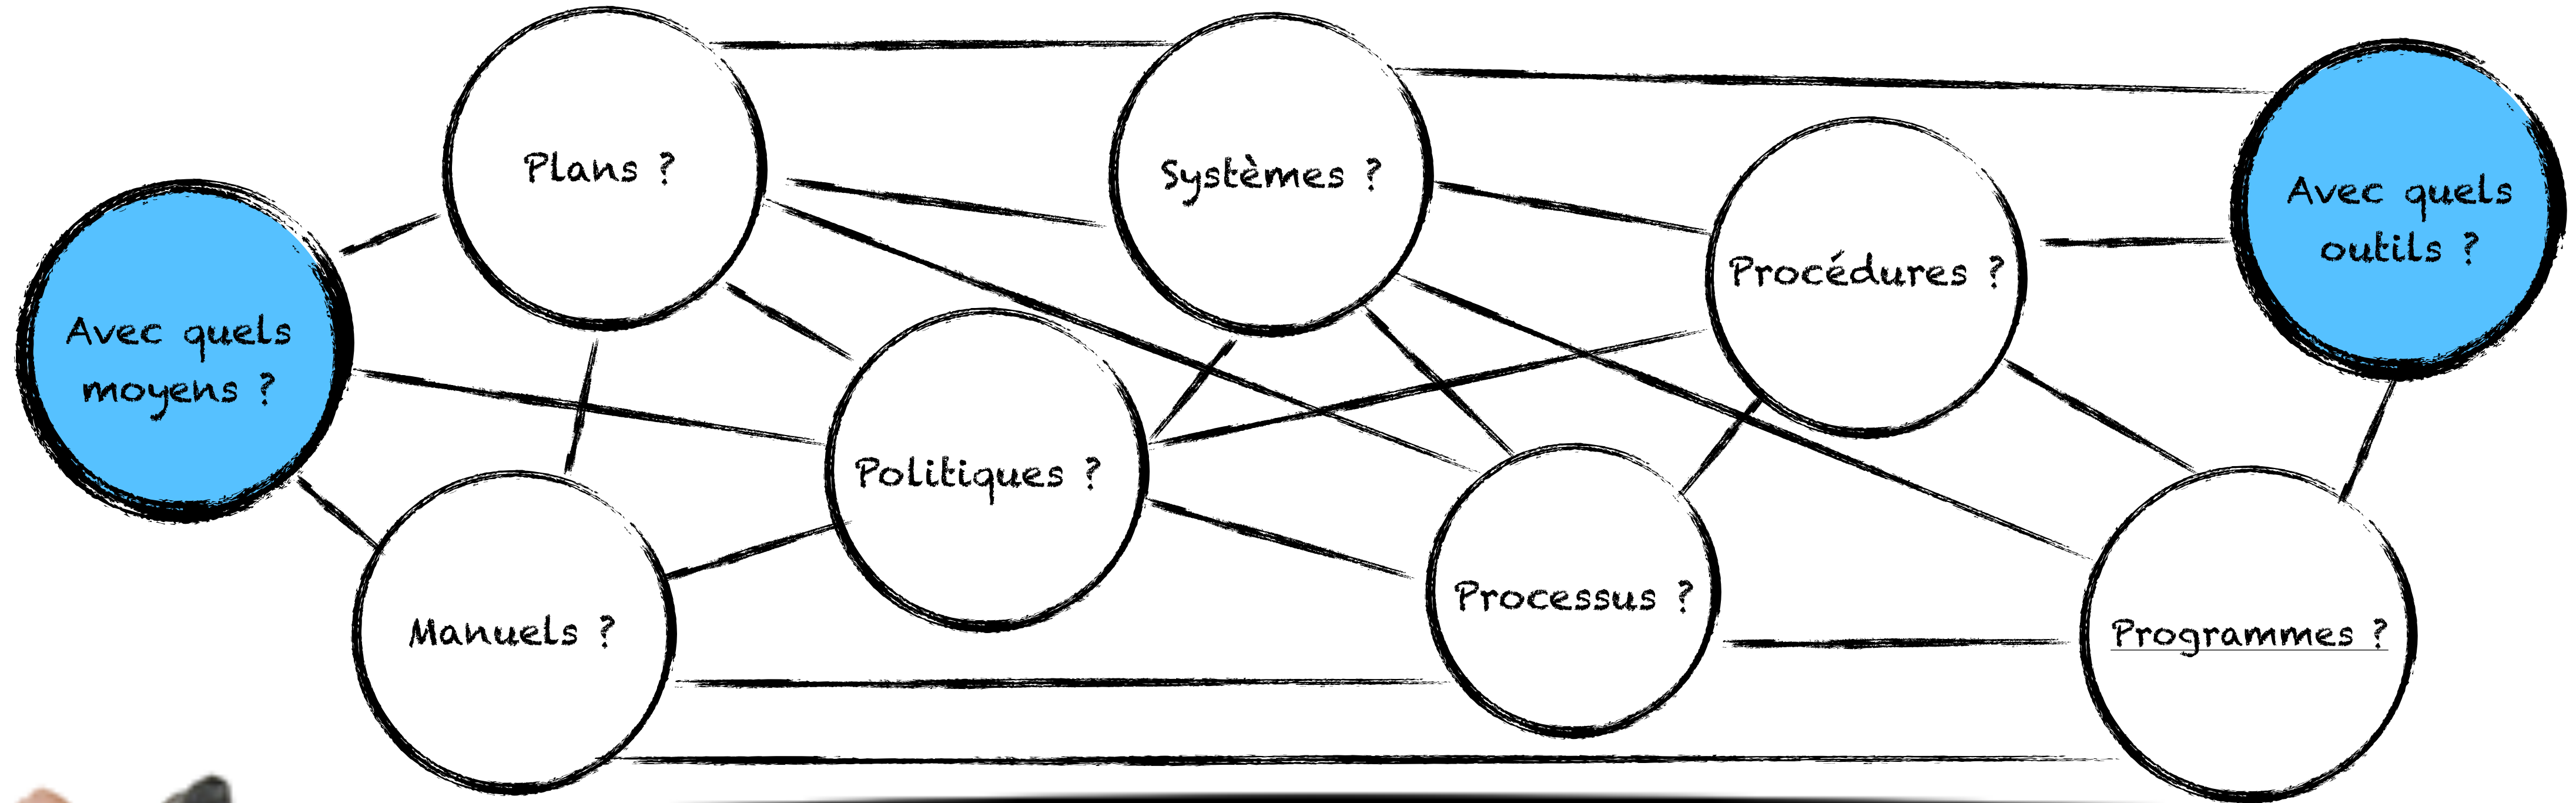 Plans ?
Systèmes ?
Avec quels
outils ?
Procédures ?
Avec quels
moyens ?
Politiques ?
Processus ?
Manuels ?
Programmes ?